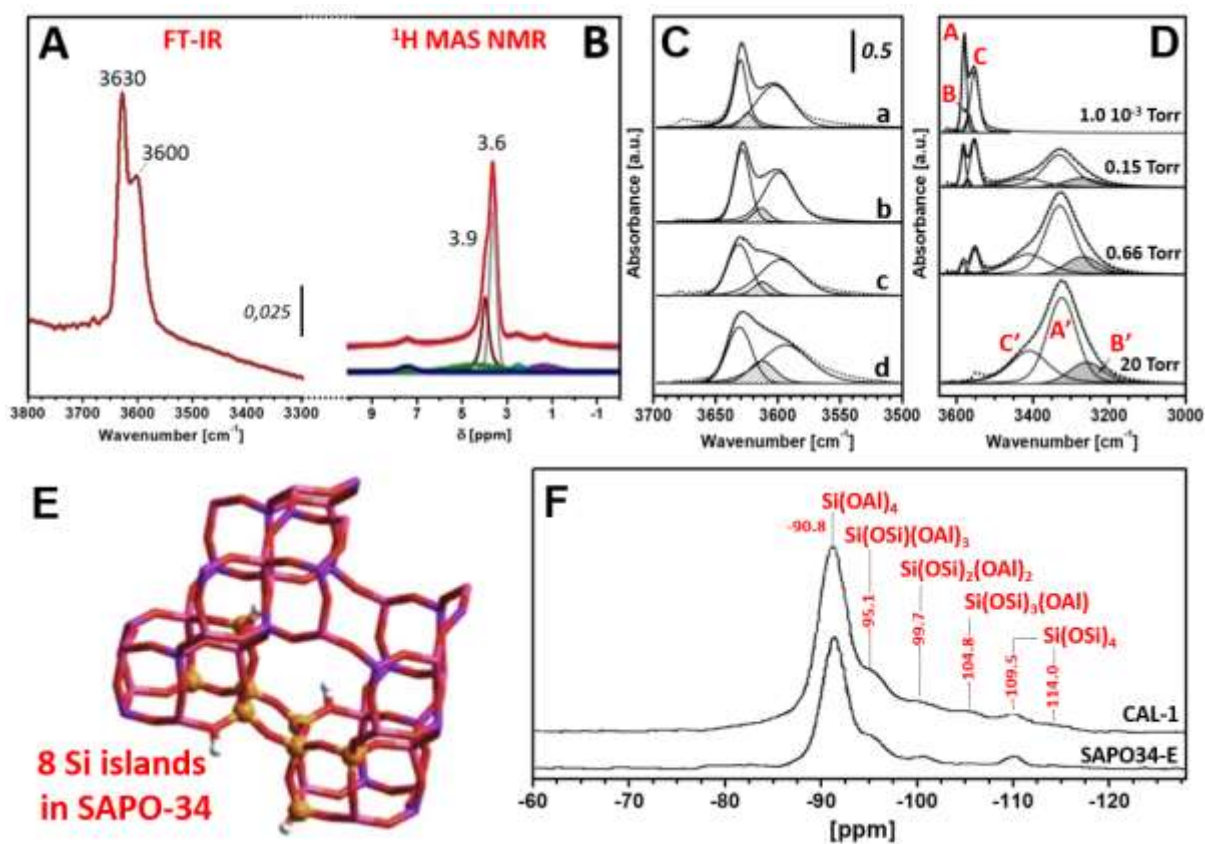 A
FT-IR
3630
3600
0,025
3800 3700 3600 3500 3400 3300
Wavenumber [cm⁻¹]
¹H MAS NMR
B
3.6
3.9
9 7 5 3 1 -1
δ [ppm]
C
0.5
a
b
c
d
Absorbance [a.u.]
3700 3650 3600 3550 3500
Wavenumber [cm⁻¹]
D
A
C
B
1.0 10⁻³ Torr
0.15 Torr
0.66 Torr
C'
A'
B'
20 Torr
Absorbance [a.u.]
3600 3400 3200 3000
Wavenumber [cm⁻¹]
E
8 Si islands
in SAPO-34
F
Si(OAl)₄
-90.8
Si(OSi)(OAl)₃
-95.1
Si(OSi)₂(OAl)₂
-99.7
Si(OSi)₃(OAl)
-104.8
Si(OSi)₄
-109.5
-114.0
CAL-1
SAPO34-E
-60 -70 -80 -90 -100 -110 -120
[ppm]